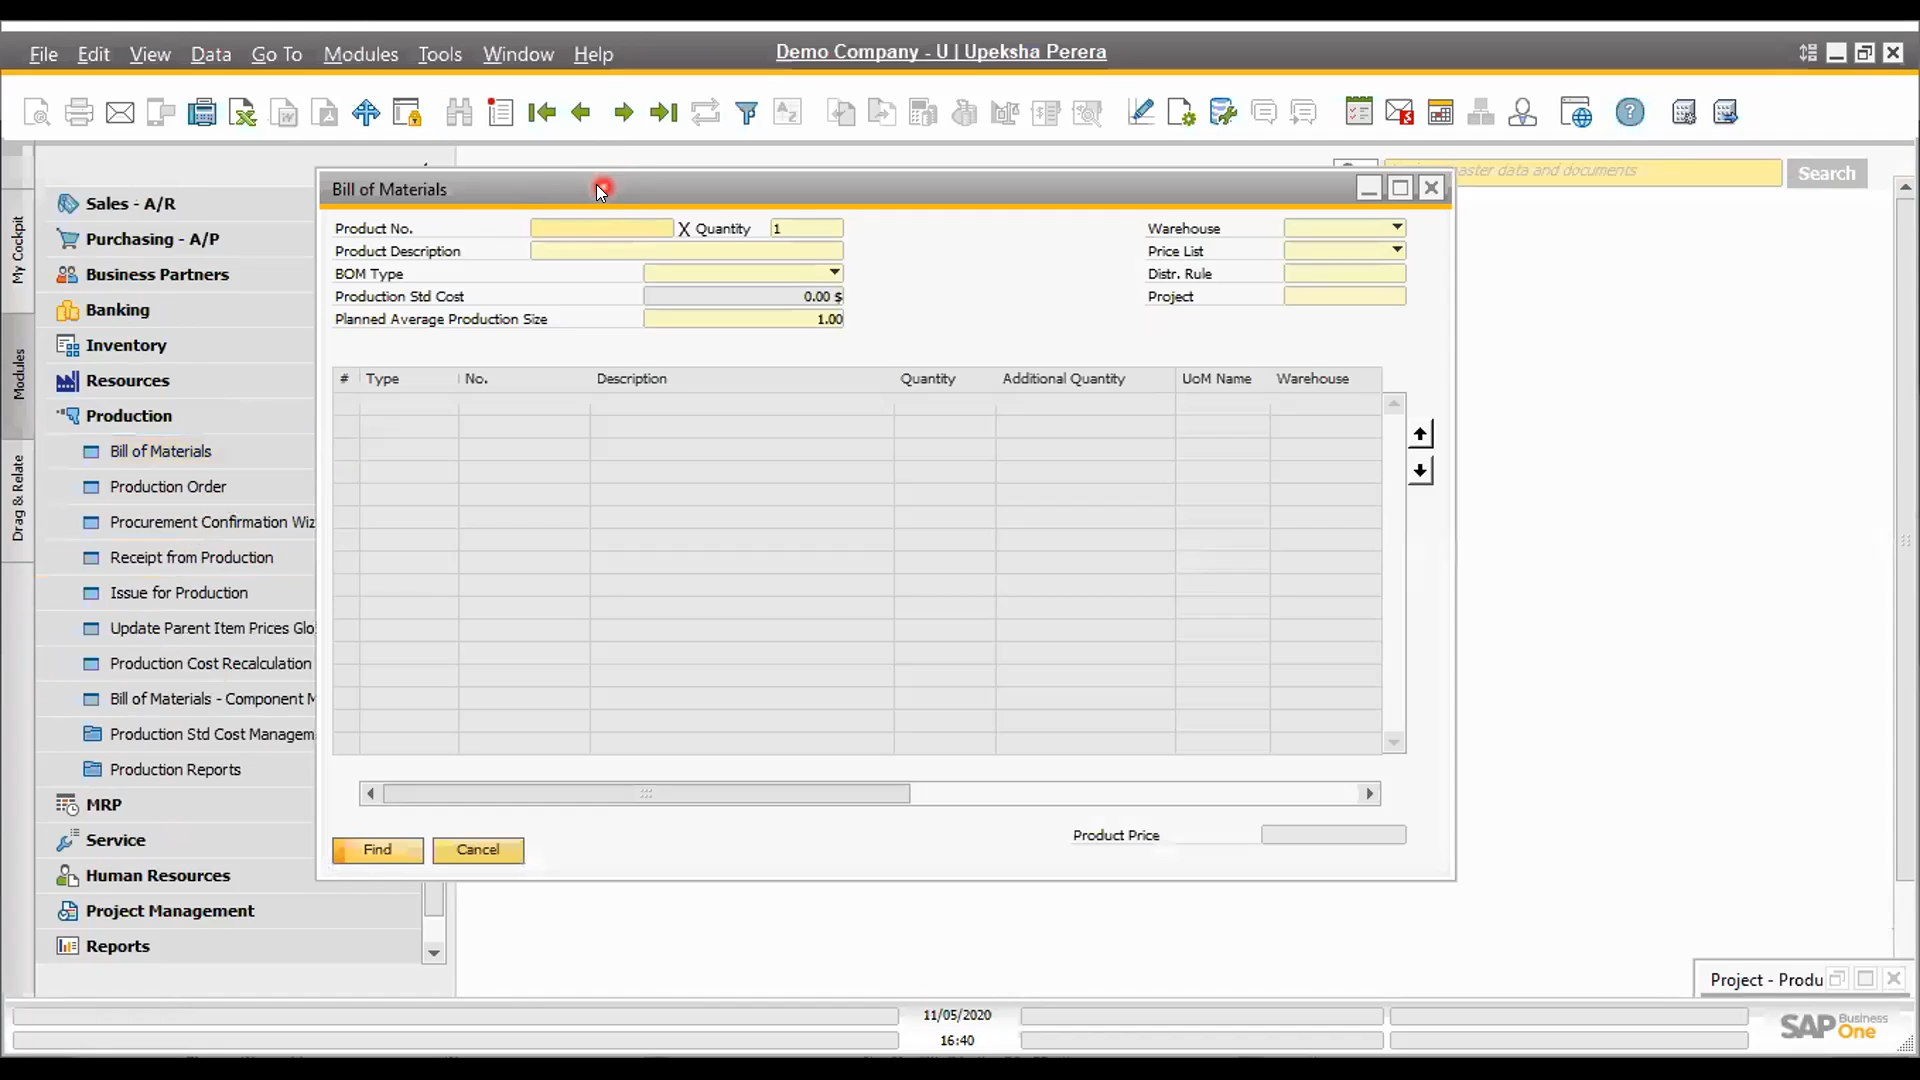 File Edit View Data Go To Modules Tools Window Help
Demo Company - U | Upeksha Perera
aster data and documents
Search
My Cockpit
Modules
Drag & Relate
Sales - A/R
Purchasing - A/P
Business Partners
Banking
Inventory
Resources
Production
Bill of Materials
Production Order
Procurement Confirmation Wiz
Receipt from Production
Issue for Production
Update Parent Item Prices Glo
Production Cost Recalculation
Bill of Materials - Component M
Production Std Cost Managem
Production Reports
MRP
Service
Human Resources
Project Management
Reports
Bill of Materials
Product No. X Quantity 1
Product Description
BOM Type
Production Std Cost 0.00 $
Planned Average Production Size 1.00
Warehouse
Price List
Distr. Rule
Project
# Type No. Description Quantity Additional Quantity UoM Name Warehouse
Product Price
Find Cancel
Project - Produ
11/05/2020
16:40
SAP Business One